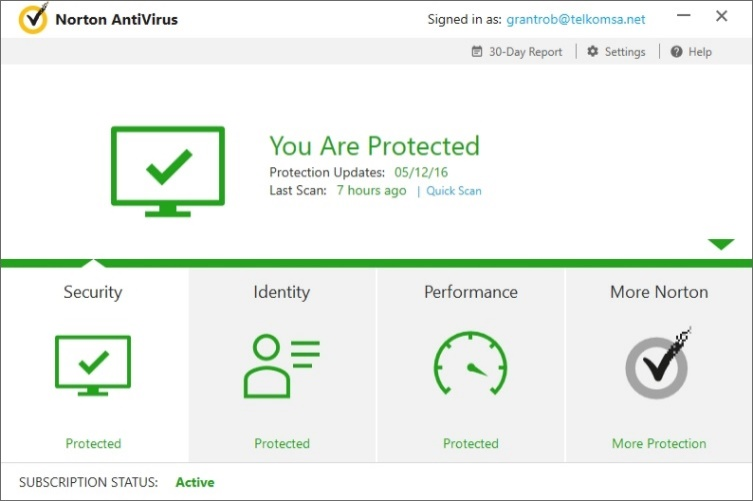 Norton AntiVirus
Signed in as: grantrob@telkomsa.net
30-Day Report | Settings | Help
You Are Protected
Protection Updates: 05/12/16
Last Scan: 7 hours ago | Quick Scan
Security
Identity
Performance
More Norton
Protected
Protected
Protected
More Protection
SUBSCRIPTION STATUS: Active